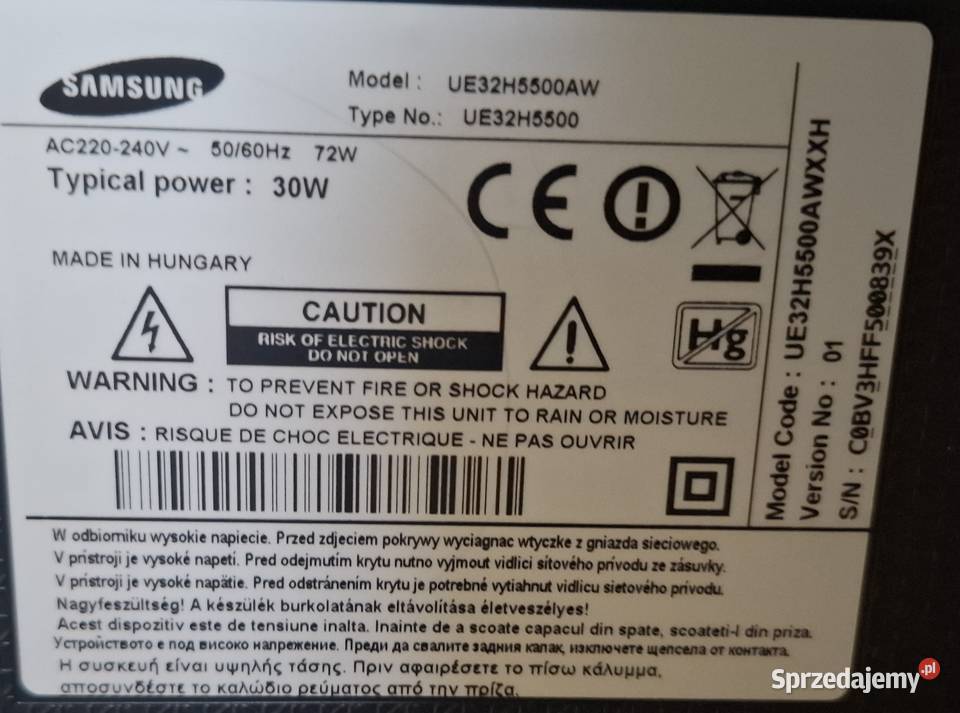 SAMSUNG
Model : UE32H5500AW
Type No.: UE32H5500
AC220-240V ~ 50/60Hz 72W
Typical power : 30W
CE
MADE IN HUNGARY
CAUTION
RISK OF ELECTRIC SHOCK
DO NOT OPEN
Hg
WARNING : TO PREVENT FIRE OR SHOCK HAZARD
DO NOT EXPOSE THIS UNIT TO RAIN OR MOISTURE
AVIS : RISQUE DE CHOC ELECTRIQUE - NE PAS OUVRIR
Model Code : UE32H5500AWXXH
Version No : 01
S/N : C0BV3HFF500839X
W odbiorniku wysokie napiecie. Przed zdjeciem pokrywy wyciagnac wtyczke z gniazda sieciowego.
V prístroji je vysoké napetí. Pred odejmutím krytu nutno vyjmout vidlici sítového prívodu ze zásuvky.
V prístroji je vysoké napätie. Pred odstránením krytu je potrebné vytiahnut vidlicu sietového prívodu.
Nagyfeszültség! A készülék burkolatának eltávolítása életveszélyes!
Acest dispozitiv este de tensiune inalta. Inainte de a scoate capacul din spate, scoateti-l din priza.
Устройството е под високо напрежение. Преди да свалите задния капак, изключете щепсела от контакта.
Η συσκευή είναι υψηλής τάσης. Πριν αφαιρέσετε το πίσω κάλυμμα,
αποσυνδέστε το καλώδιο ρεύματος από την πρίζα.
Sprzedajemy.pl